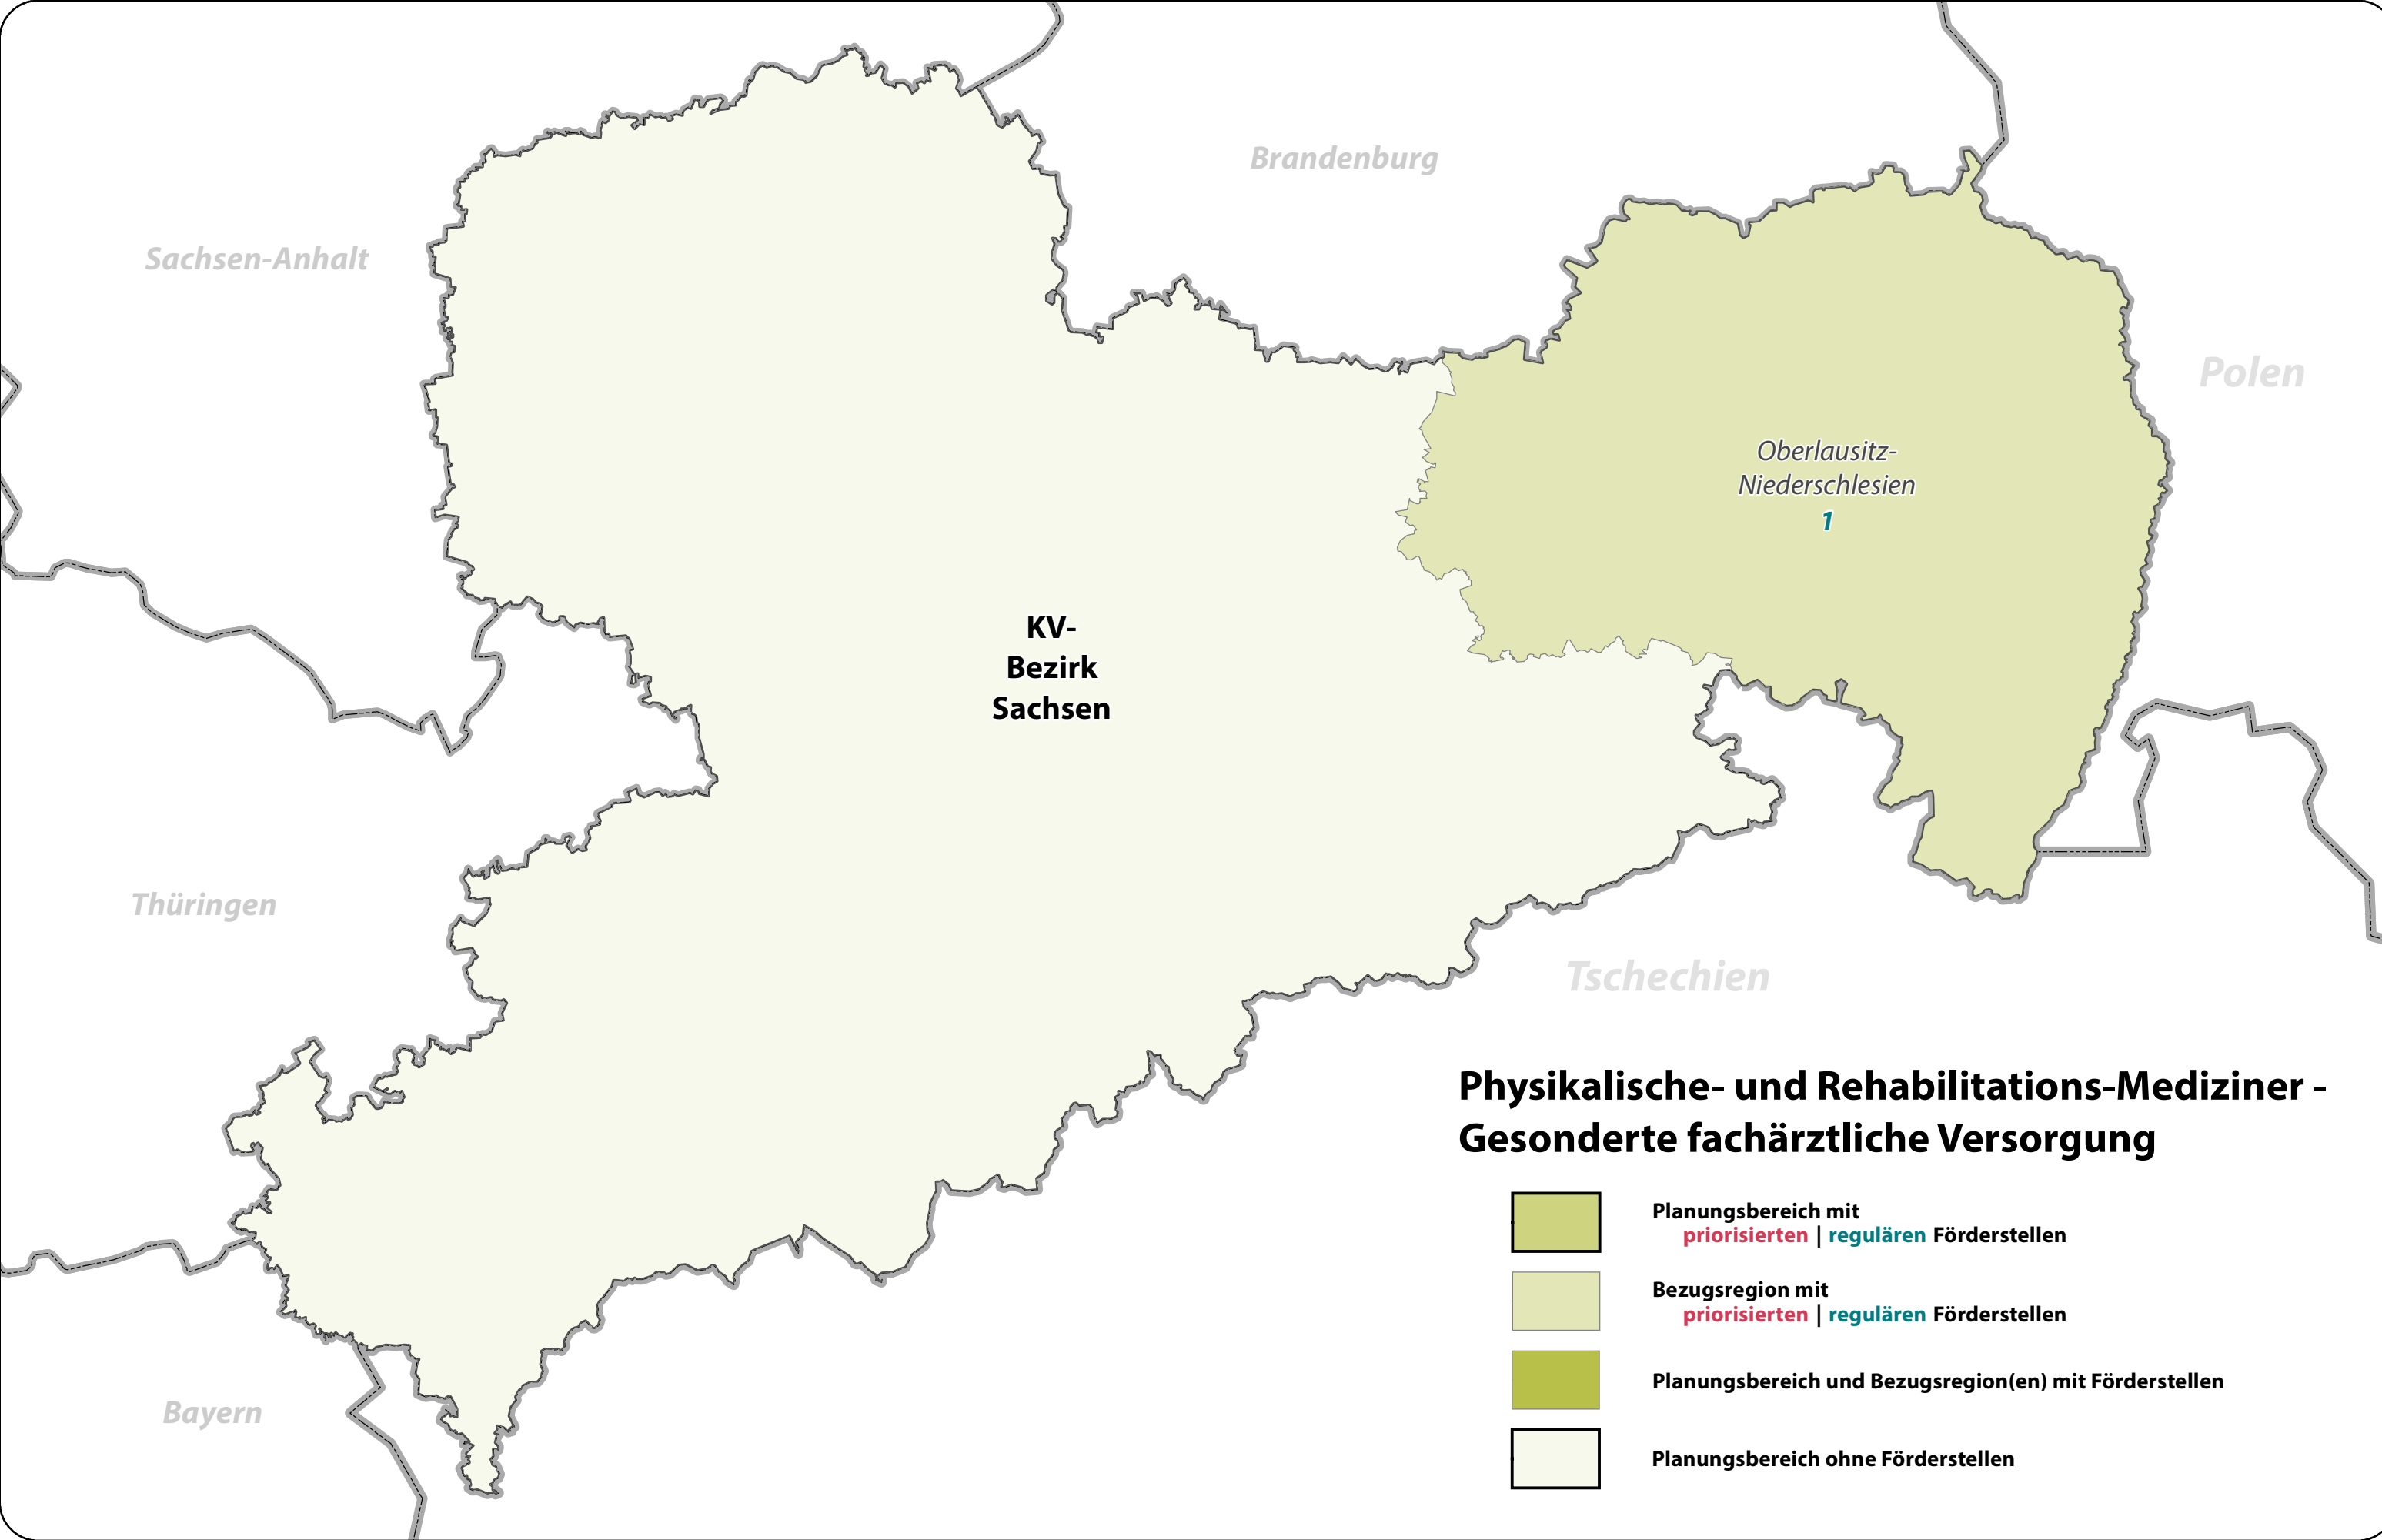 Brandenburg
Sachsen-Anhalt
Polen
Oberlausitz-
Niederschlesien
1
KV-
Bezirk
Sachsen
Thüringen
Tschechien
Bayern
Physikalische- und Rehabilitations-Mediziner -
Gesonderte fachärztliche Versorgung
Planungsbereich mit
priorisierten | regulären Förderstellen
Bezugsregion mit
priorisierten | regulären Förderstellen
Planungsbereich und Bezugsregion(en) mit Förderstellen
Planungsbereich ohne Förderstellen